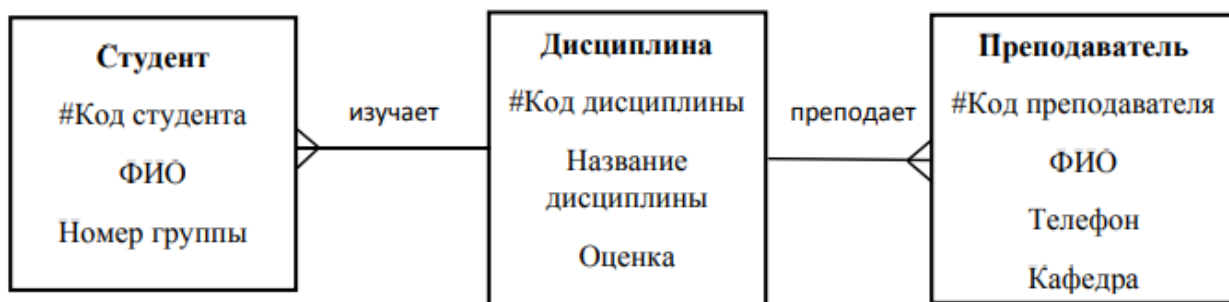 Студент
#Код студента
ФИО
Номер группы
изучает
Дисциплина
#Код дисциплины
Название
дисциплины
Оценка
преподает
Преподаватель
#Код преподавателя
ФИО
Телефон
Кафедра